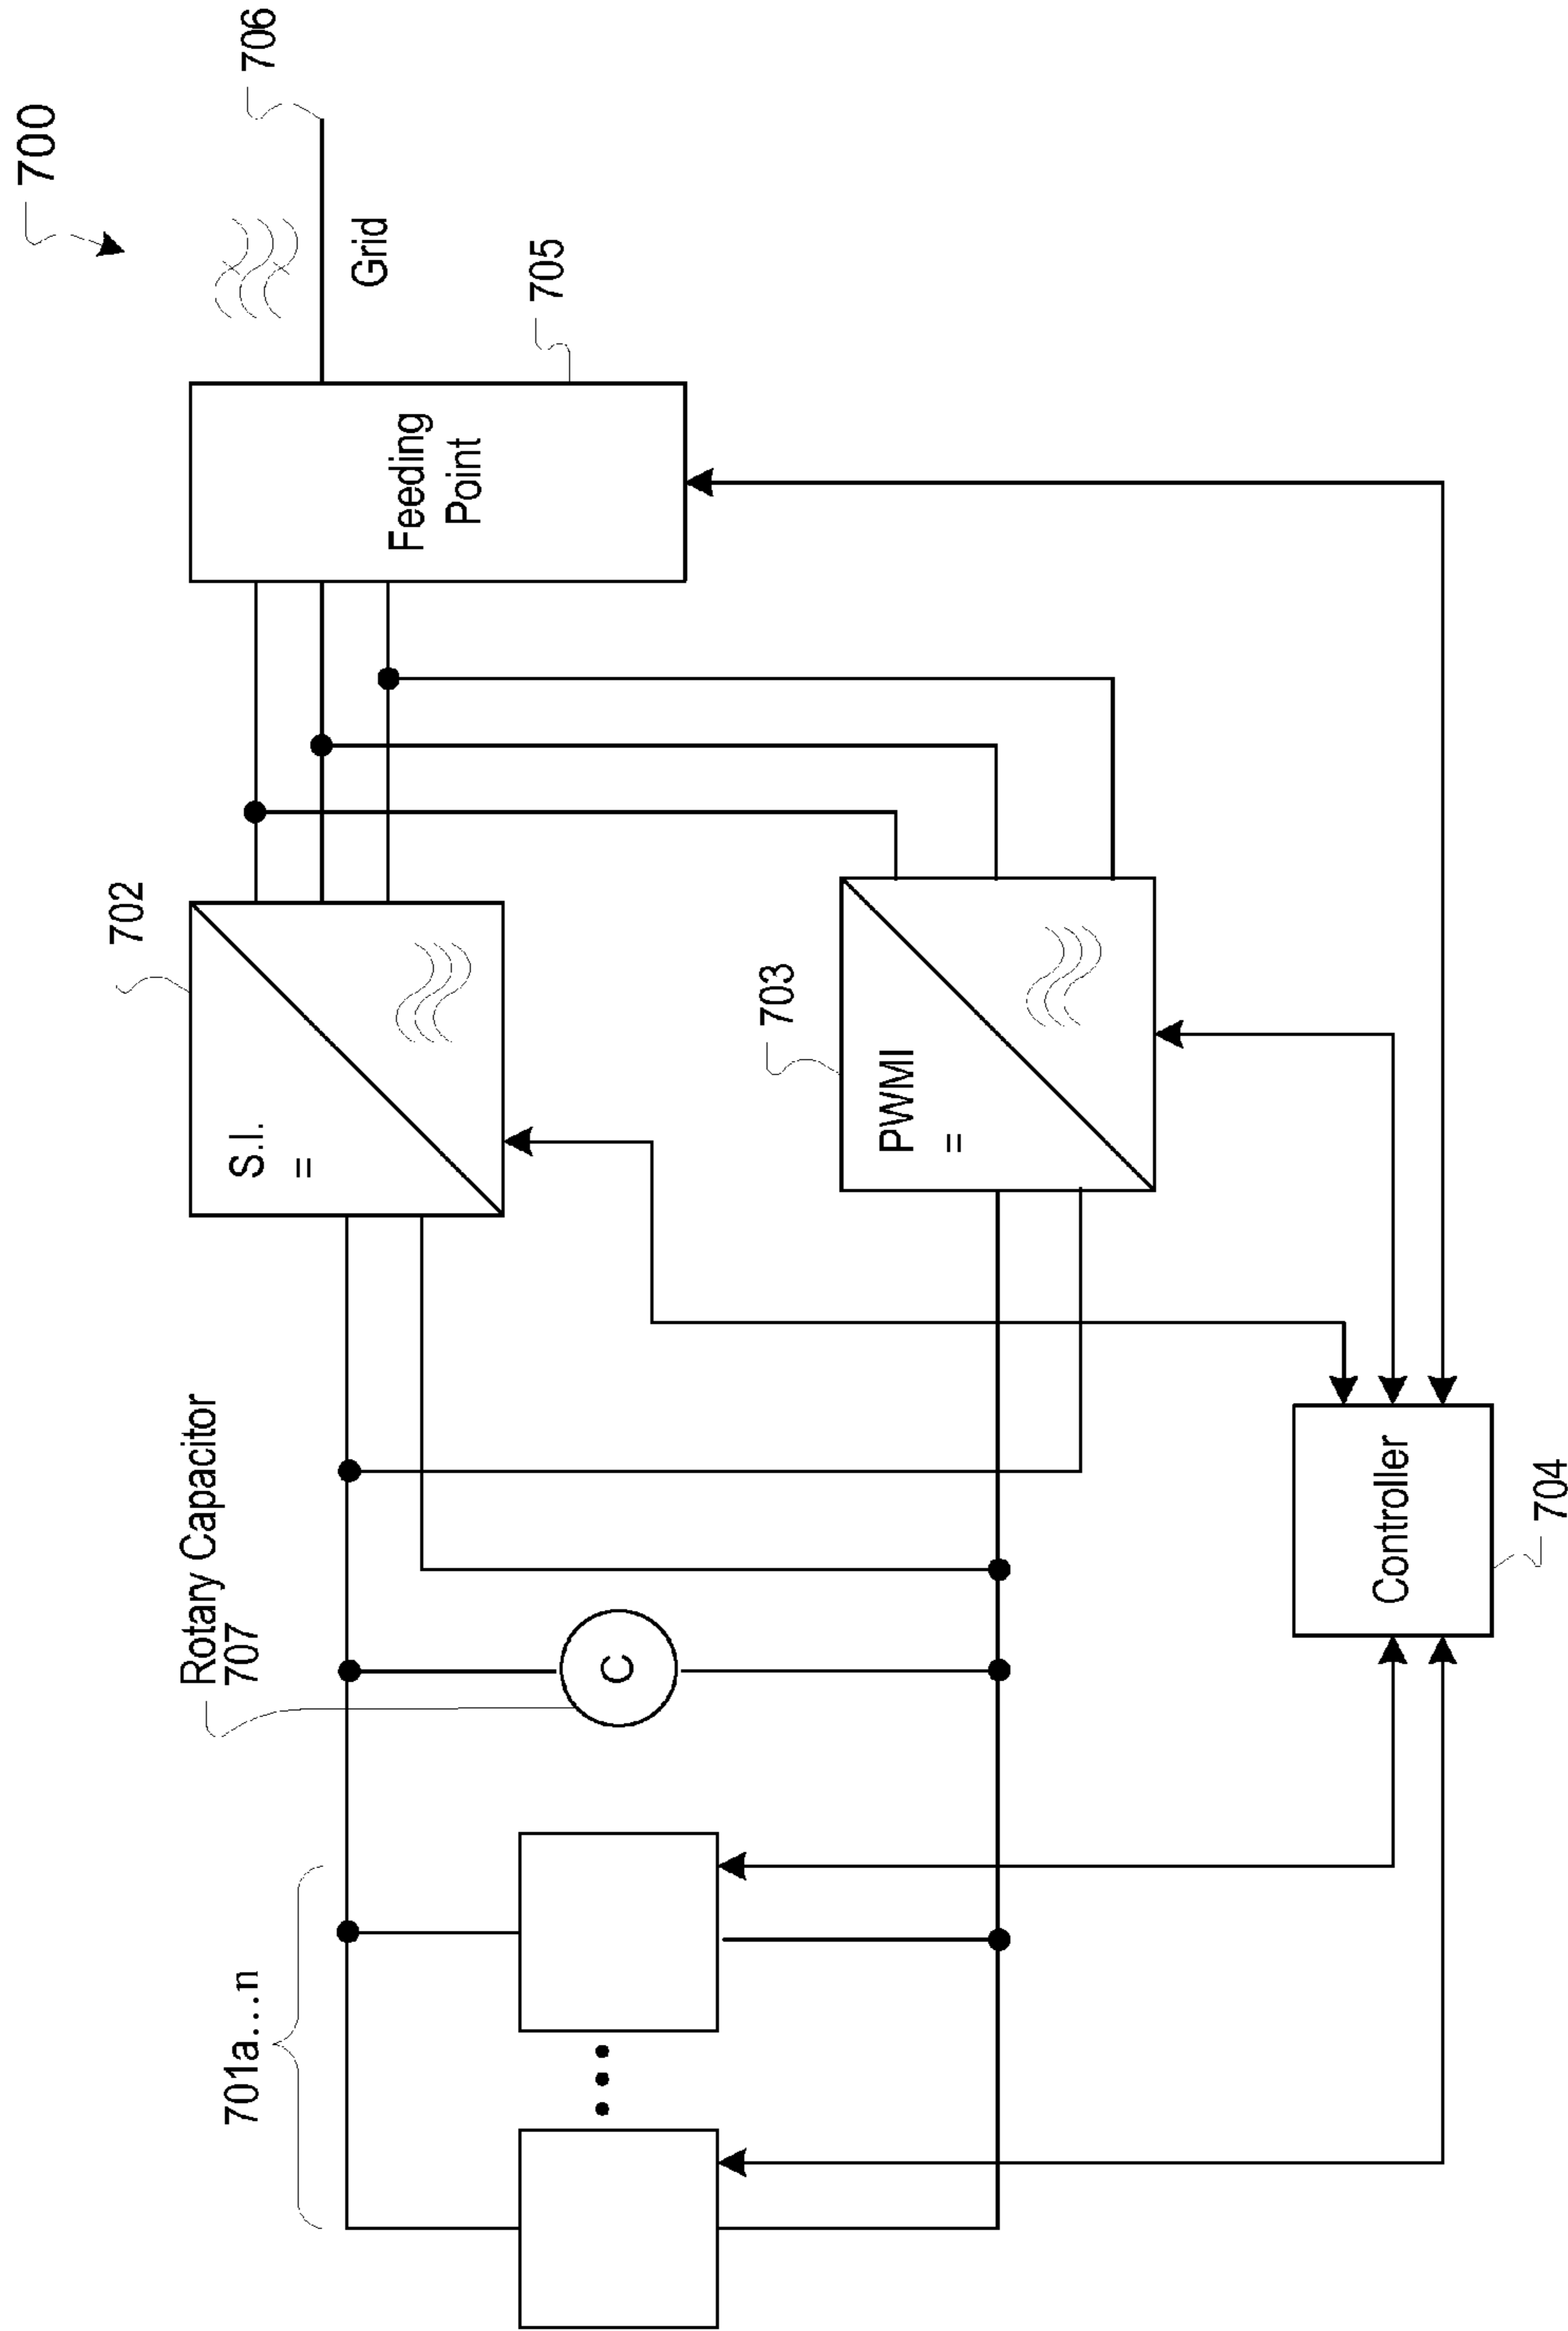 700
706
Grid
705
Feeding
Point
702
S.I.
=
703
PWMI
=
Rotary Capacitor
707
C
701a...n
Controller
704